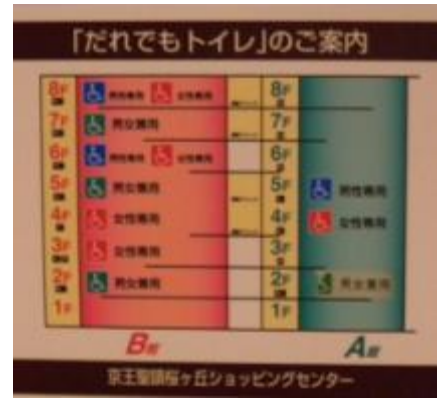 「だれでもトイレ」のご案内
8F 男性専用 女性専用 8F
7F 男女兼用 7F
6F 男性専用 女性専用 6F
5F 男女兼用 5F 男性専用
4F 女性専用 4F 女性専用
3F 女性専用 3F
2F 男女兼用 2F 男女兼用
1F 1F
B館 A館
京王聖蹟桜ヶ丘ショッピングセンター